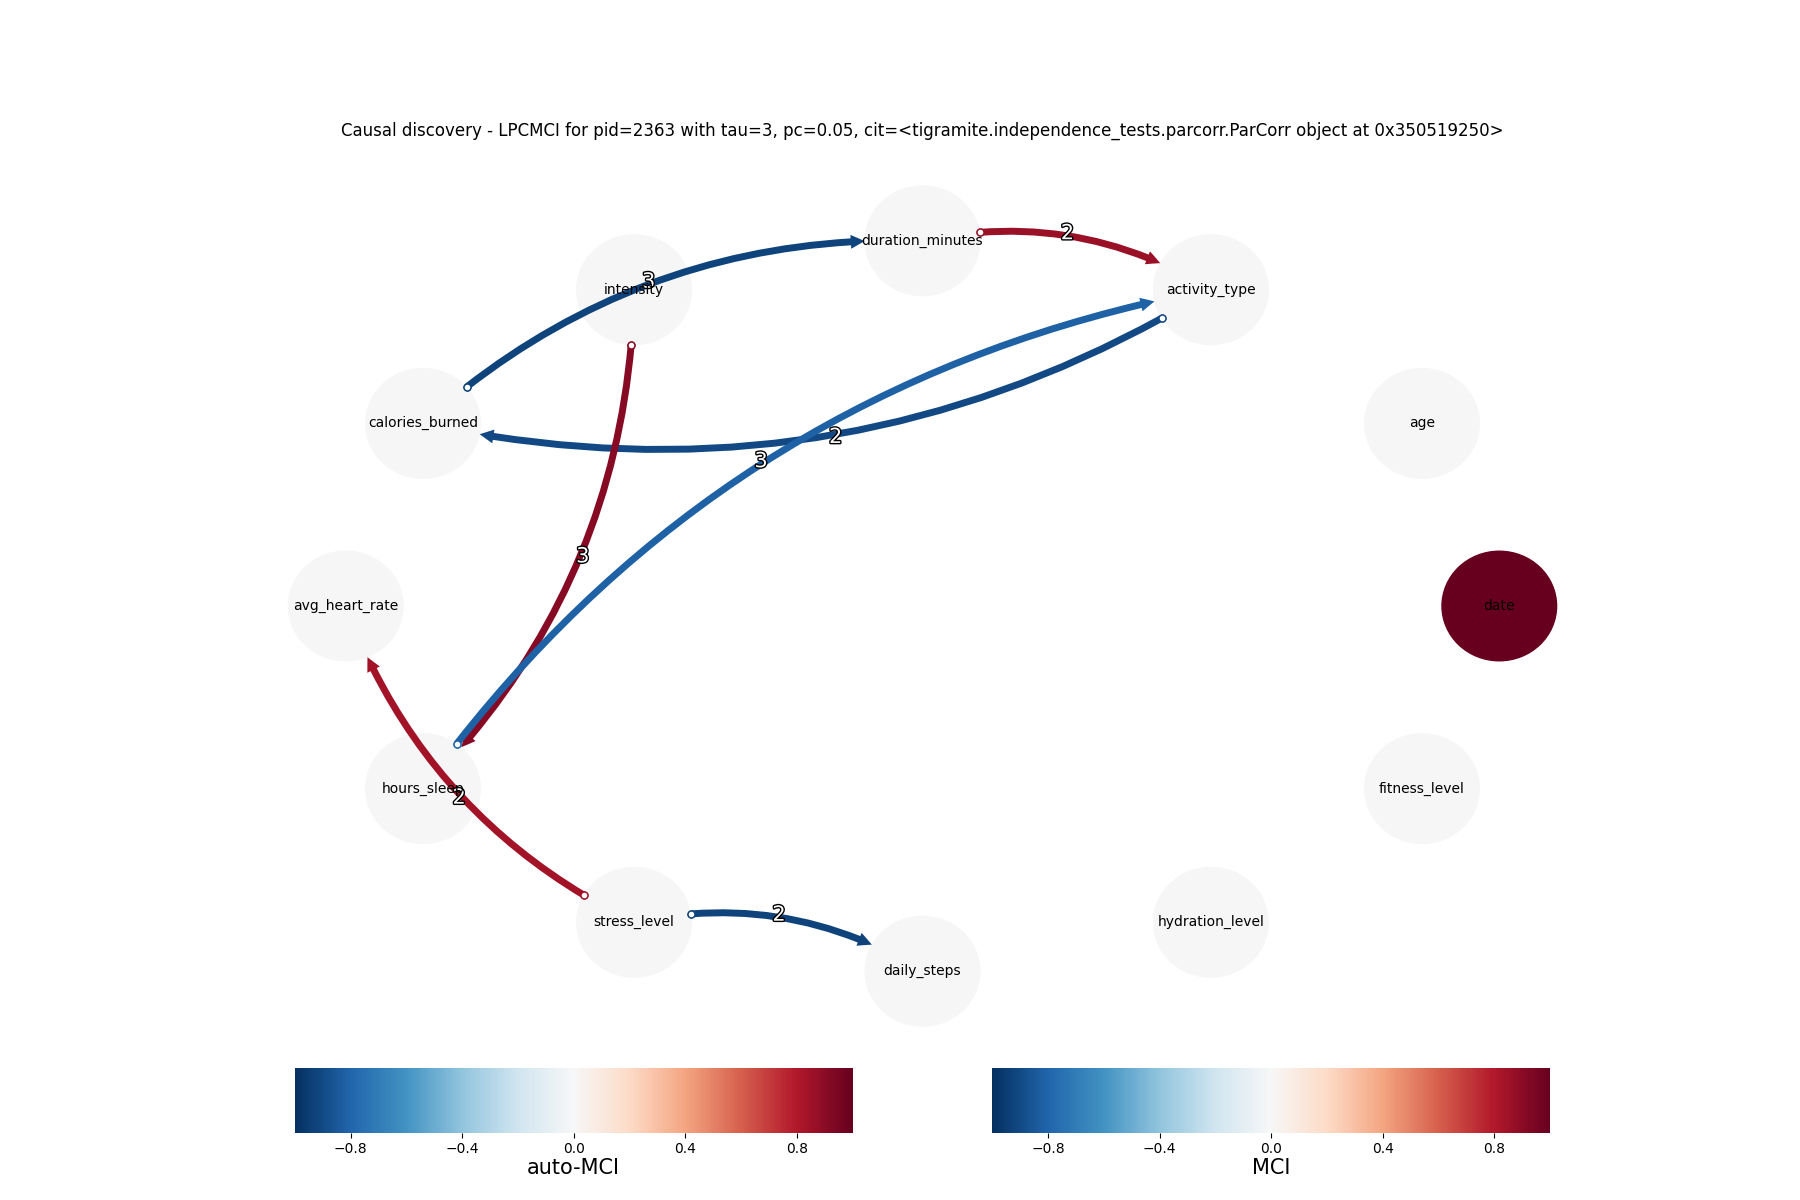 Causal discovery - LPCMCI for pid=2363 with tau=3, pc=0.05, cit=<tigramite.independence_tests.parcorr.ParCorr object at 0x350519250>
2
duration_minutes
3
intensity
activity_type
calories_burned
age
2
3
3
avg_heart_rate
date
hours_sleep
2
fitness_level
stress_level
2
hydration_level
daily_steps
−0.8 −0.4 0.0 0.4 0.8
auto-MCI
−0.8 −0.4 0.0 0.4 0.8
MCI